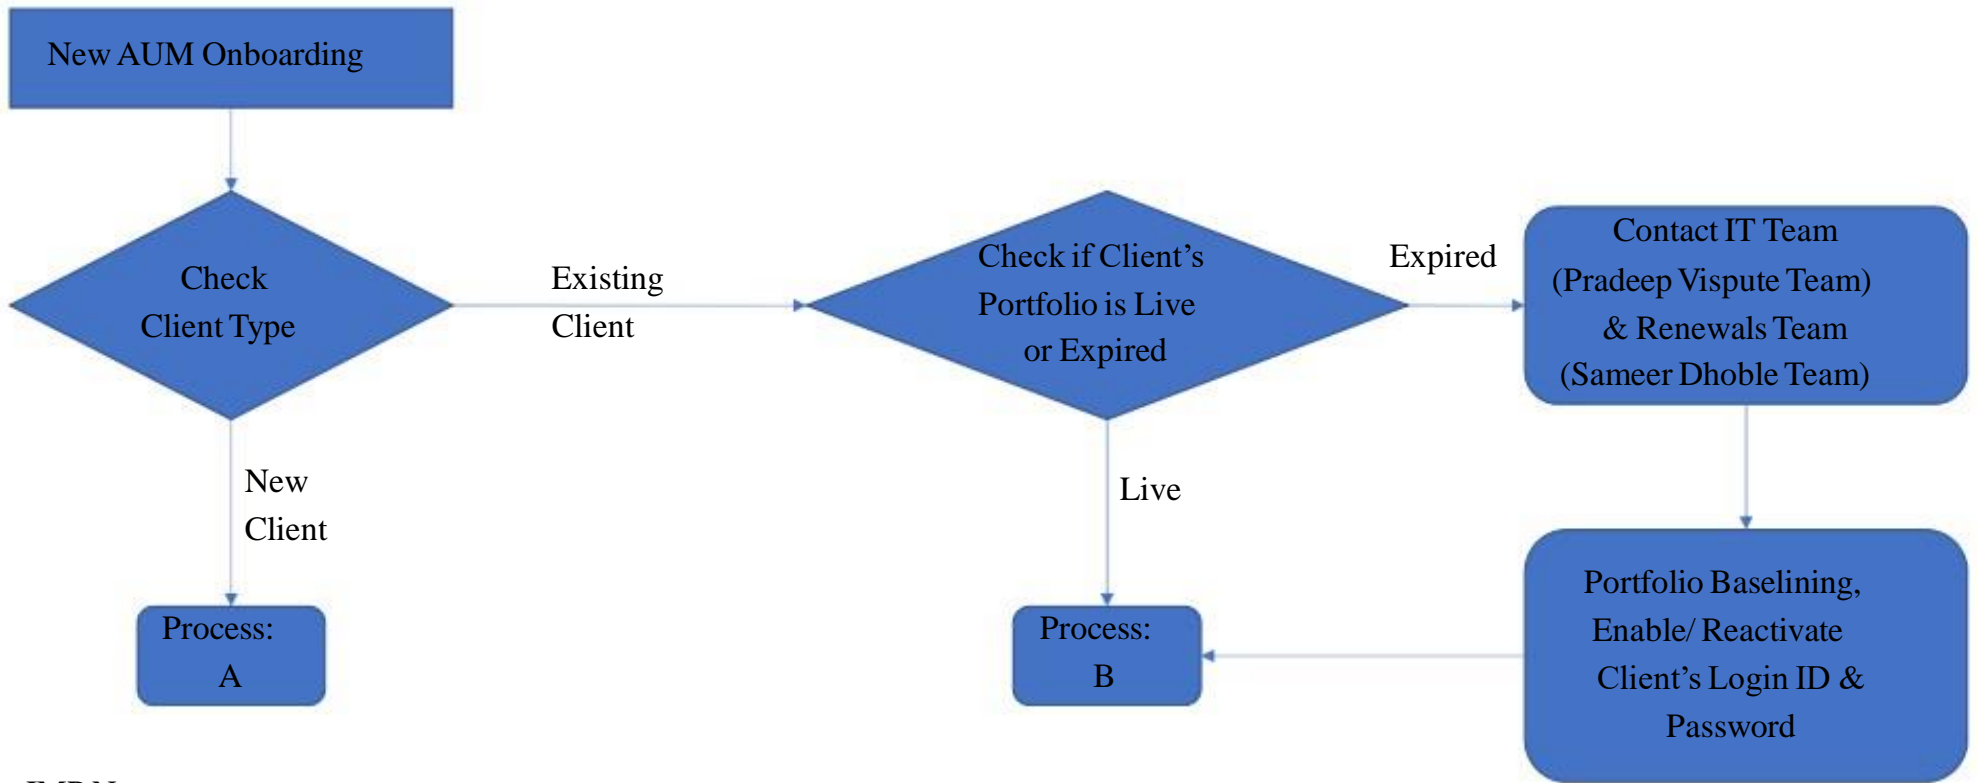 New AUM Onboarding
Check
Client Type
Existing
Client
Check if Client’s
Portfolio is Live
or Expired
Expired
Contact IT Team
(Pradeep Vispute Team)
& Renewals Team
(Sameer Dhoble Team)
New
Client
Live
Process:
A
Process:
B
Portfolio Baselining,
Enable/ Reactivate
Client’s Login ID &
Password